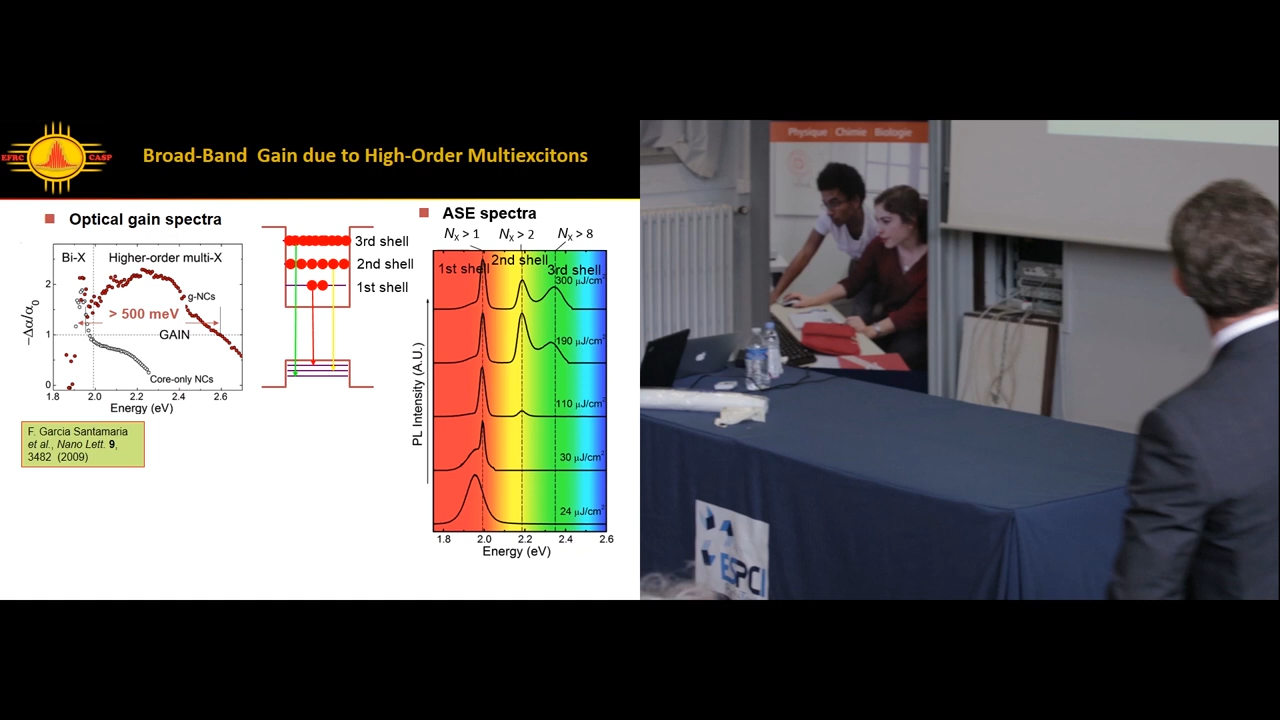 EFRC CASP
Broad-Band Gain due to High-Order Multiexcitons
Optical gain spectra
Bi-X Higher-order multi-X
g-NCs
> 500 meV
GAIN
Core-only NCs
−Δα/α0
2
1
0
1.8 2.0 2.2 2.4 2.6
Energy (eV)
F. Garcia Santamaria
et al., Nano Lett. 9,
3482 (2009)
3rd shell
2nd shell
1st shell
ASE spectra
Nx > 1 Nx > 2 Nx > 8
1st shell 2nd shell 3rd shell
300 μJ/cm2
190 μJ/cm2
110 μJ/cm2
30 μJ/cm2
24 μJ/cm2
PL Intensity (A.U.)
1.8 2.0 2.2 2.4 2.6
Energy (eV)
Physique Chimie Biologie
ESPCI